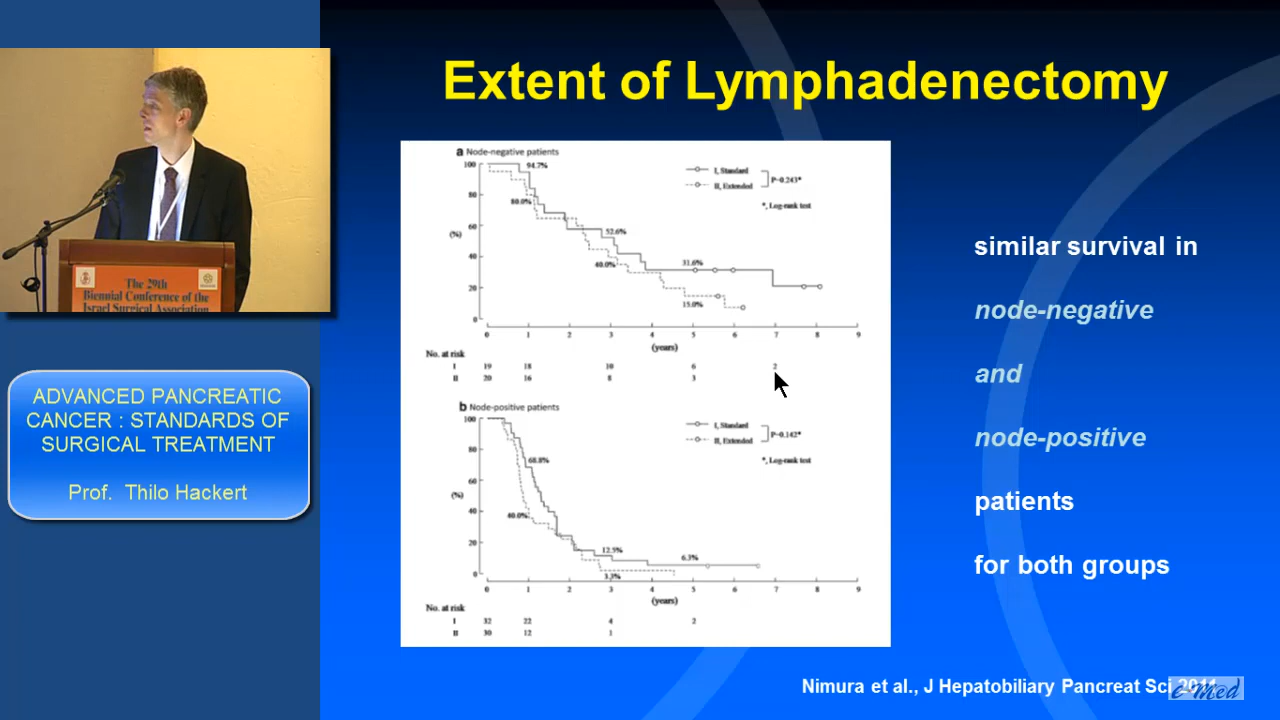 Extent of Lymphadenectomy
The 29th
Biennial Conference of the
Israel Surgical Association
ADVANCED PANCREATIC
CANCER : STANDARDS OF
SURGICAL TREATMENT
Prof. Thilo Hackert
a Node-negative patients
100
80
60
40
20
0
(%)
94.7%
80.0%
52.6%
40.0%
31.6%
15.0%
I, Standard
II, Extended
P=0.243*
*, Log-rank test
0 1 2 3 4 5 6 7 8 9
(years)
No. at risk
I 19 18 10 6 2
II 20 16 8 3
b Node-positive patients
100
80
60
40
20
0
(%)
68.8%
40.0%
12.5%
3.3%
6.3%
I, Standard
II, Extended
P=0.142*
*, Log-rank test
0 1 2 3 4 5 6 7 8 9
(years)
No. at risk
I 32 22 4 2
II 30 12 1
similar survival in
node-negative
and
node-positive
patients
for both groups
Nimura et al., J Hepatobiliary Pancreat Sci
e-Med